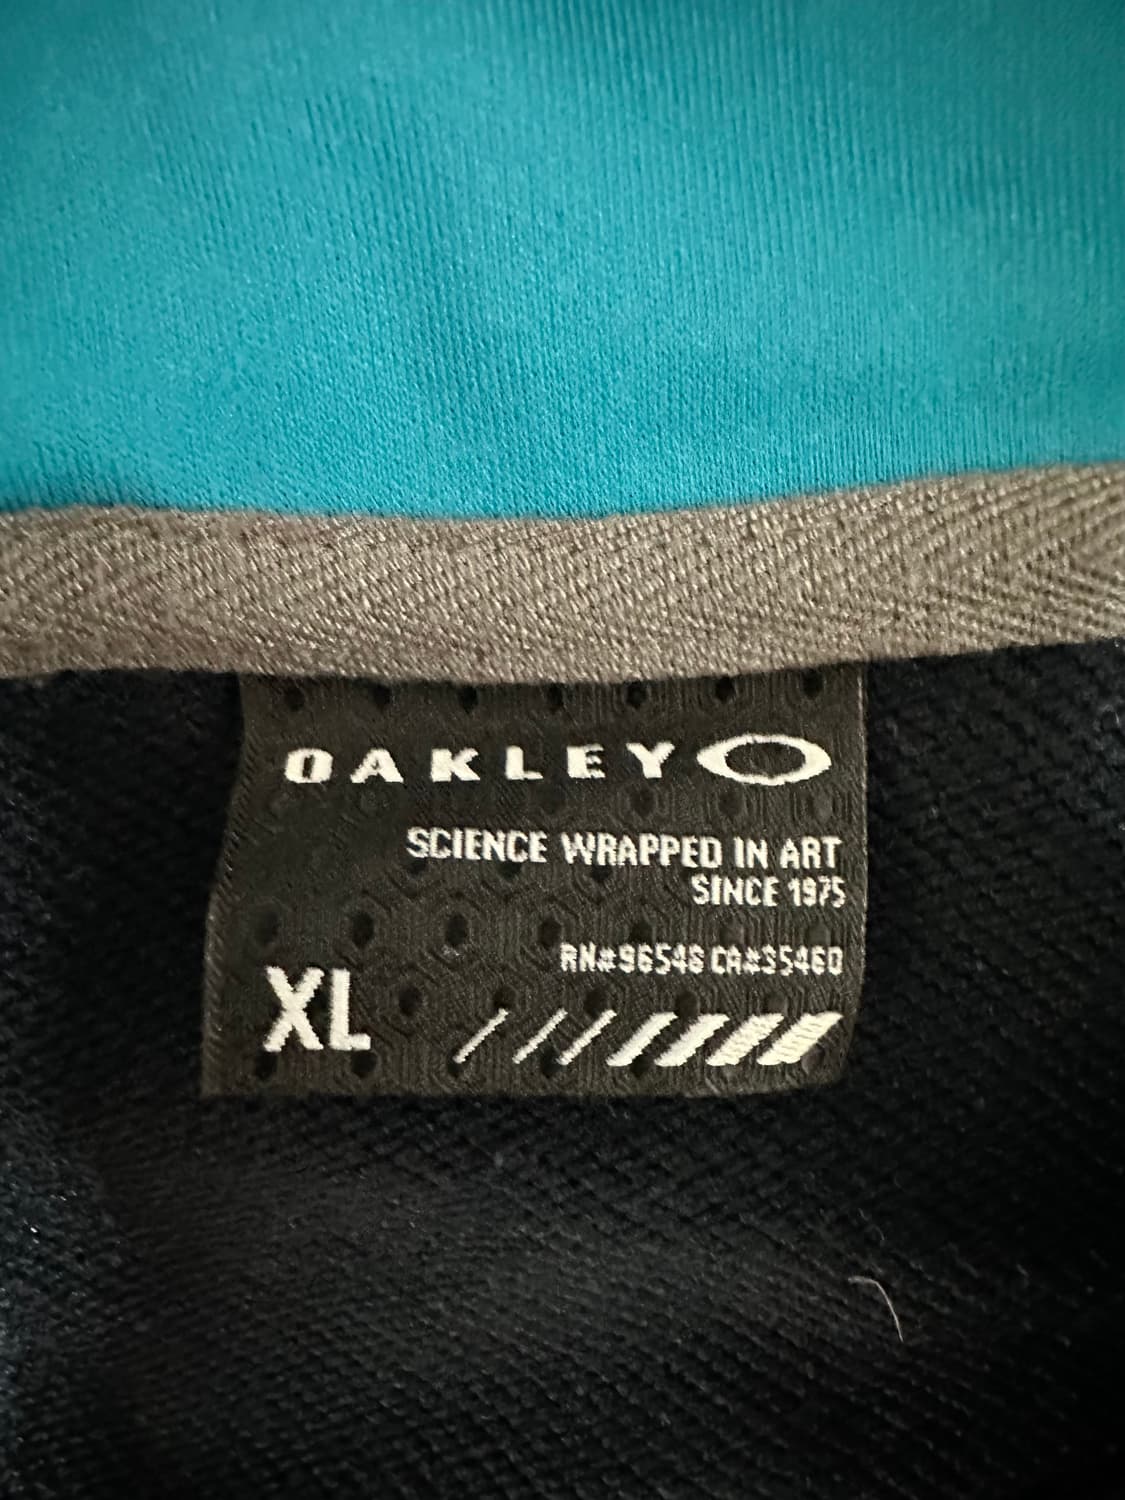 OAKLEY
SCIENCE WRAPPED IN ART
SINCE 1975
RN#96548 CA#35460
XL